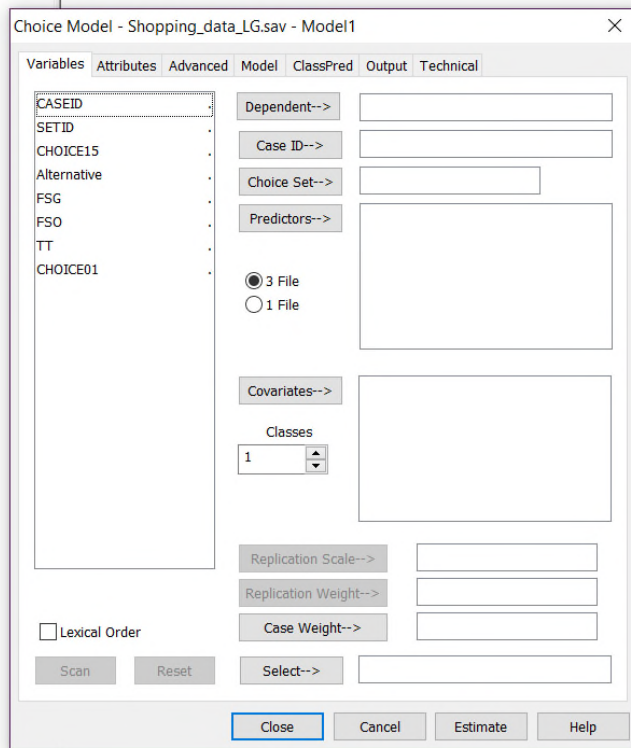 Choice Model - Shopping_data_LG.sav - Model1
Variables Attributes Advanced Model ClassPred Output Technical
CASEID .
SETID .
CHOICE15 .
Alternative .
FSG .
FSO .
TT .
CHOICE01 .
Dependent-->
Case ID-->
Choice Set-->
Predictors-->
3 File
1 File
Covariates-->
Classes
1
Replication Scale-->
Replication Weight-->
Case Weight-->
Lexical Order
Scan Reset Select-->
Close Cancel Estimate Help